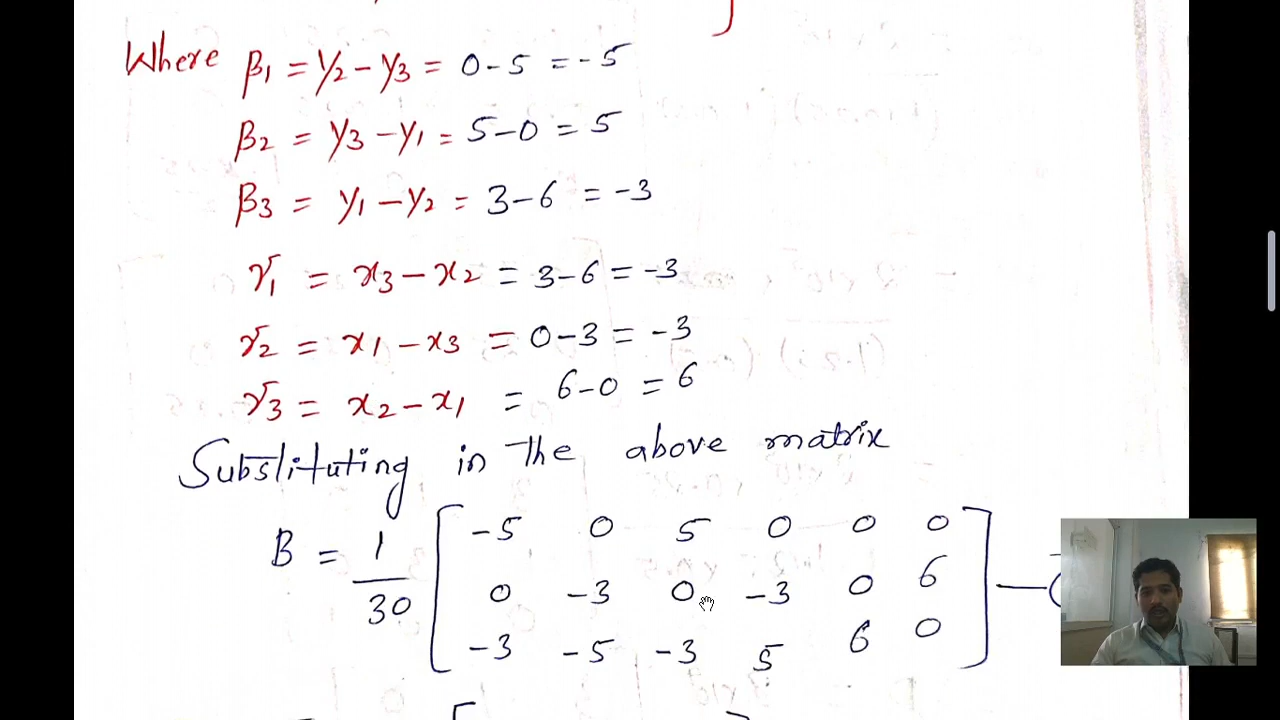 Where β1 = y2 - y3 = 0 - 5 = -5
β2 = y3 - y1 = 5 - 0 = 5
β3 = y1 - y2 = 3 - 6 = -3
γ1 = x3 - x2 = 3 - 6 = -3
γ2 = x1 - x3 = 0 - 3 = -3
γ3 = x2 - x1 = 6 - 0 = 6
Substituting in the above matrix
B = 1/30 [ -5 0 5 0 0 0
0 -3 0 -3 0 6
-3 -5 -3 5 6 0 ]